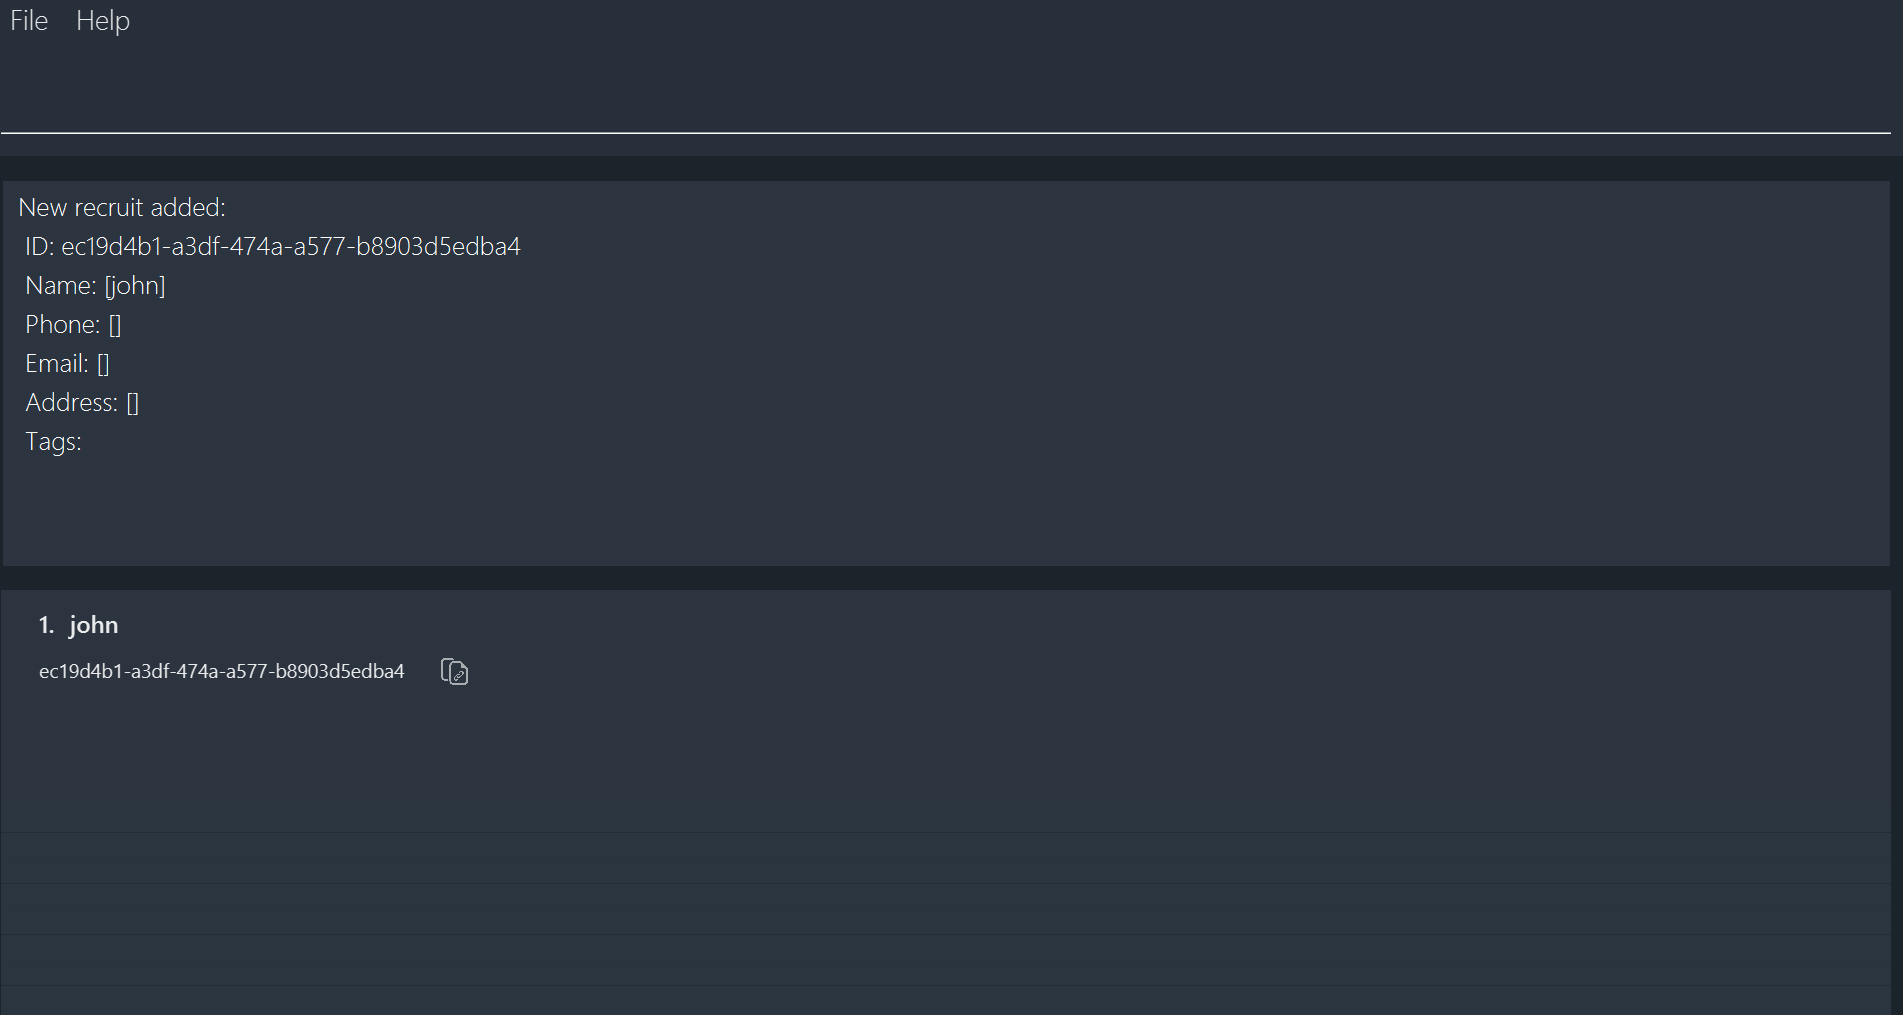 File Help
New recruit added:
ID: ec19d4b1-a3df-474a-a577-b8903d5edba4
Name: [john]
Phone: []
Email: []
Address: []
Tags:
1. john
ec19d4b1-a3df-474a-a577-b8903d5edba4